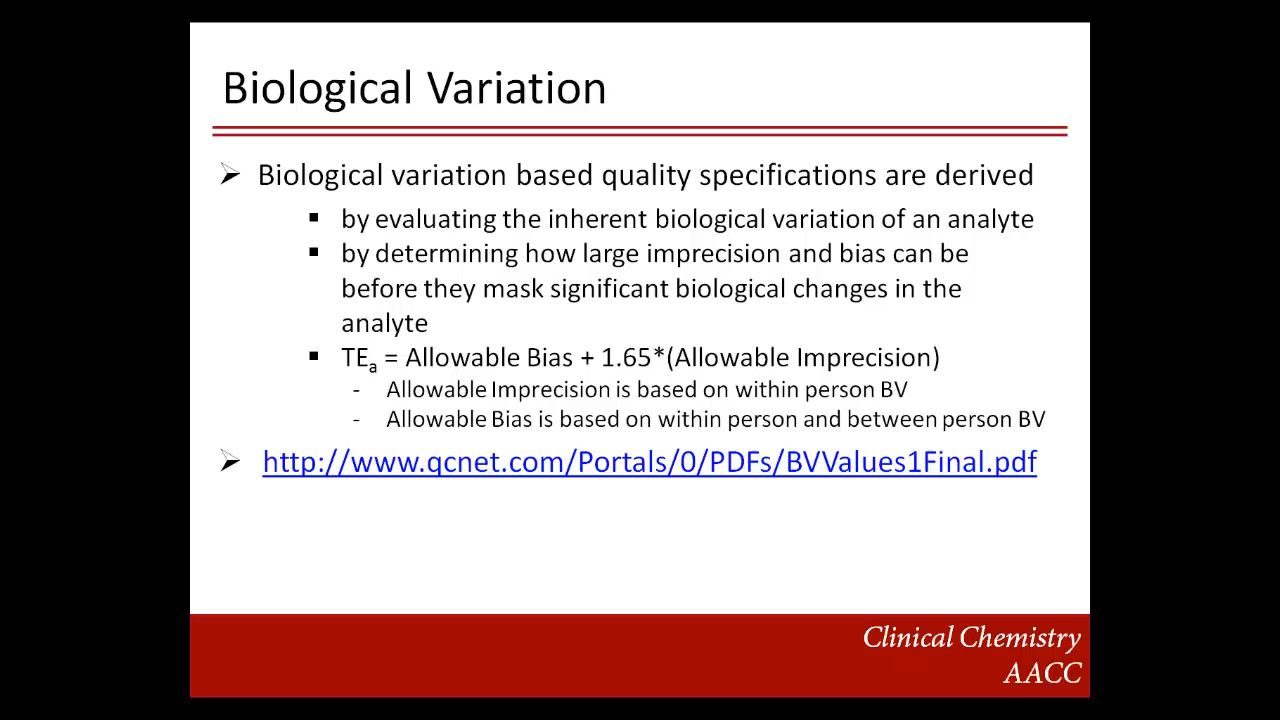 Biological Variation
➢ Biological variation based quality specifications are derived
▪ by evaluating the inherent biological variation of an analyte
▪ by determining how large imprecision and bias can be
before they mask significant biological changes in the
analyte
▪ TEa = Allowable Bias + 1.65*(Allowable Imprecision)
- Allowable Imprecision is based on within person BV
- Allowable Bias is based on within person and between person BV
➢ http://www.qcnet.com/Portals/0/PDFs/BVValues1Final.pdf
Clinical Chemistry
AACC